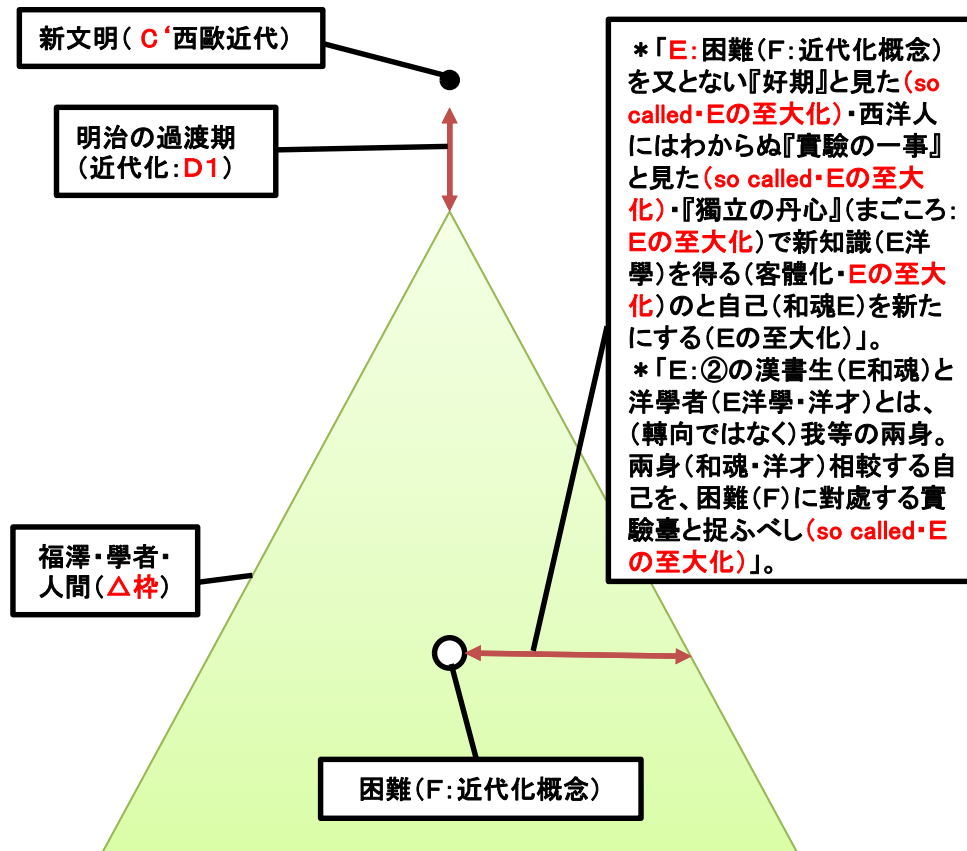 新文明( C‘西歐近代)
明治の過渡期
(近代化:D1)
*「E:困難(F:近代化概念)
を又とない『好期』と見た(so
called・Eの至大化)・西洋人
にはわからぬ『實驗の一事』
と見た(so called・Eの至大
化)・『獨立の丹心』(まごころ:
Eの至大化)で新知識(E洋
學)を得る(客體化・Eの至大
化)のと自己(和魂E)を新た
にする(Eの至大化)」。
*「E:②の漢書生(E和魂)と
洋學者(E洋學・洋才)とは、
(轉向ではなく)我等の兩身。
兩身(和魂・洋才)相較する自
己を、困難(F)に對處する實
驗臺と捉ふべし(so called・E
の至大化)」。
福澤・學者・
人間(△枠)
困難(F:近代化概念)